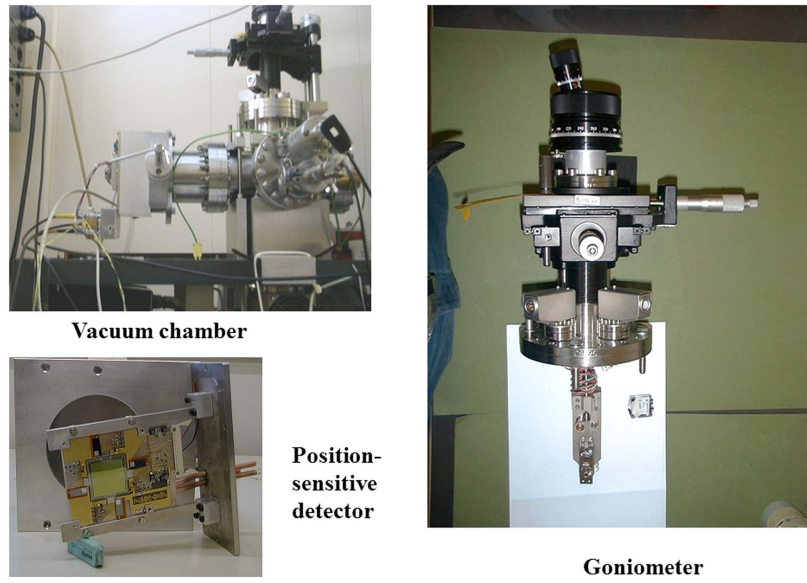 Vacuum chamber
Position-
sensitive
detector
Goniometer